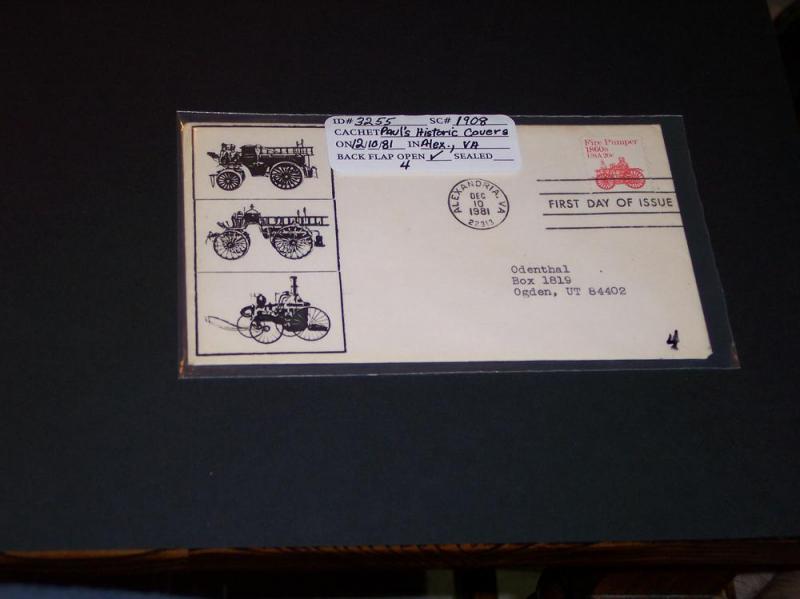 ID# 3255 SC# 1908
CACHET Paul's Historic Covers
ON 12/10/81 IN Alex., VA
BACK FLAP OPEN ✓ SEALED
4
Fire Pumper
1860s
USA 20c
ALEXANDRIA, VA
DEC
10
1981
22313
FIRST DAY OF ISSUE
Odenthal
Box 1819
Ogden, UT 84402
4